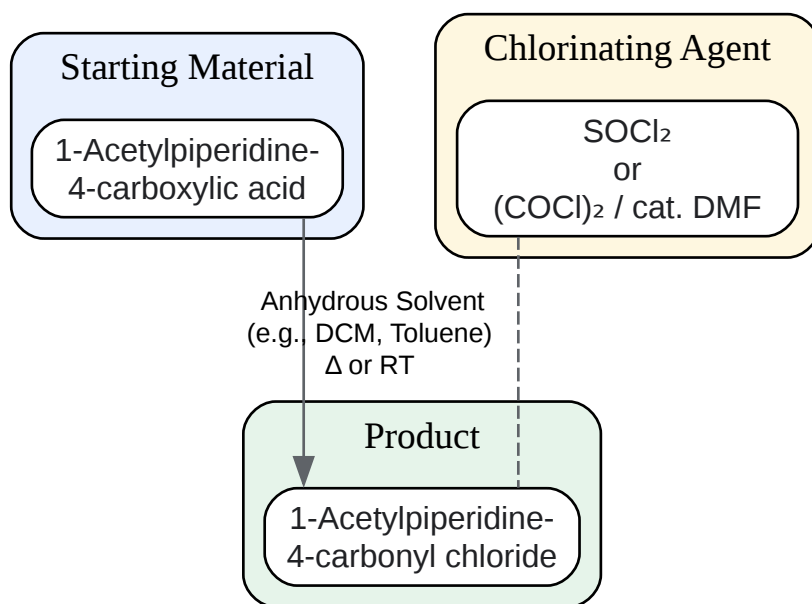 Starting Material
1-Acetylpiperidine-
4-carboxylic acid
Chlorinating Agent
SOCl₂
or
(COCl)₂ / cat. DMF
Anhydrous Solvent
(e.g., DCM, Toluene)
Δ or RT
Product
1-Acetylpiperidine-
4-carbonyl chloride